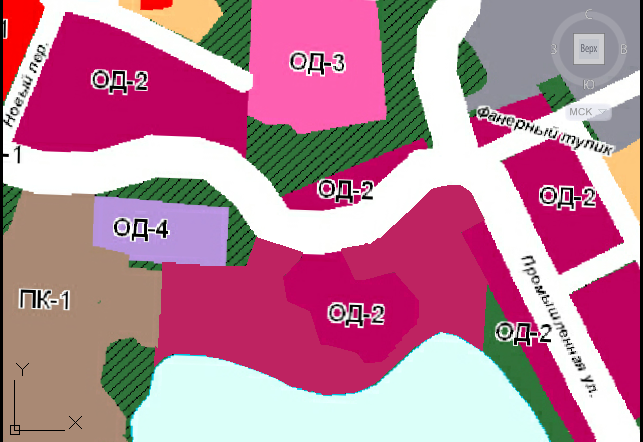 Новый пер.
ОД-2
ОД-3
С
З
Верх
В
Ю
МСК
Фанерный тупик
-1
ОД-2
ОД-2
ОД-4
ПК-1
ОД-2
ОД-2
Промышленная ул.
Y
X